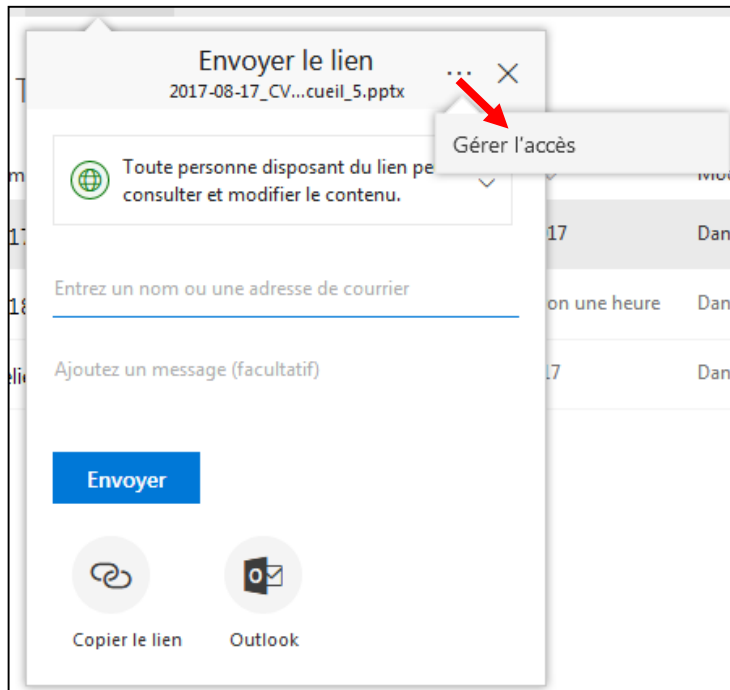 Envoyer le lien
2017-08-17_CV...cueil_5.pptx
Gérer l'accès
Toute personne disposant du lien pe
consulter et modifier le contenu.
17
Dan
Entrez un nom ou une adresse de courrier
on une heure
Dan
Ajoutez un message (facultatif)
17
Dan
Envoyer
Copier le lien
Outlook